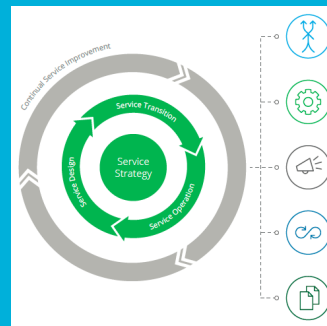 Continual Service Improvement
Service Transition
Service
Strategy
Service Design
Service Operation